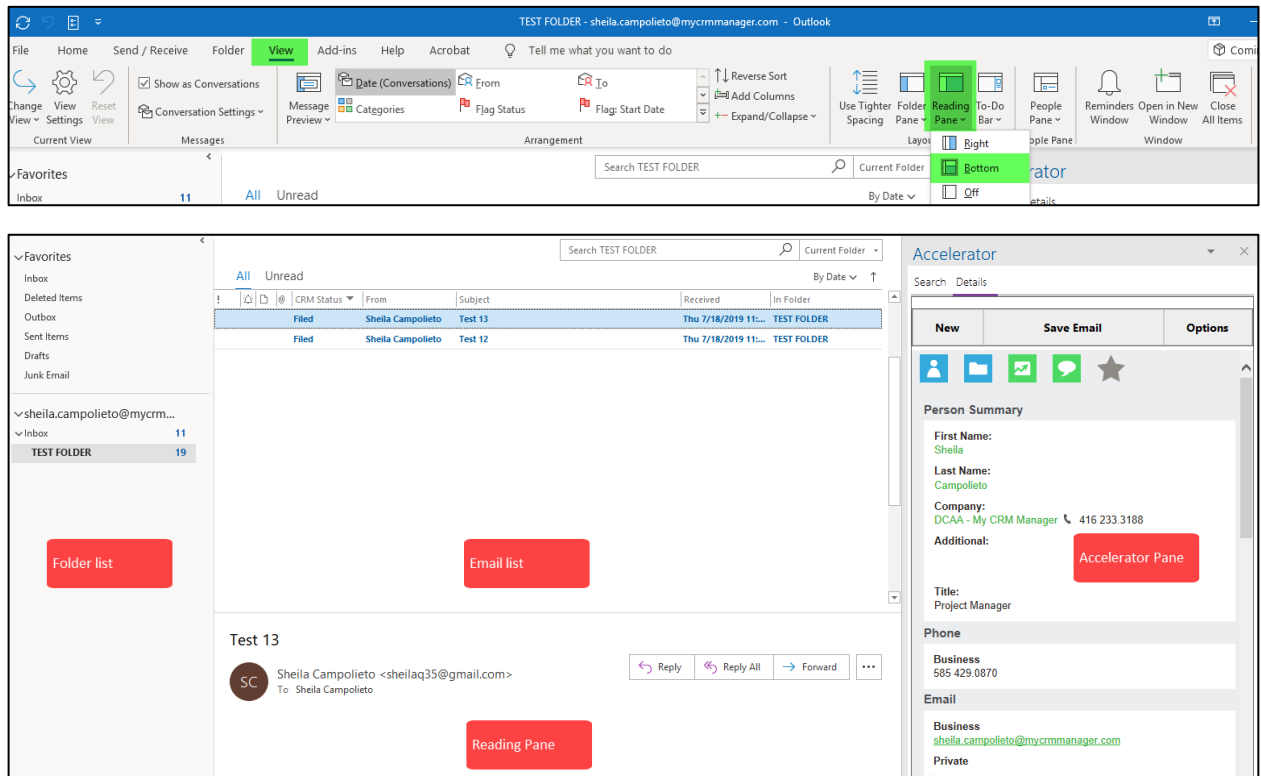 TEST FOLDER - sheila.campolieto@mycrmmanager.com - Outlook
File Home Send / Receive Folder View Add-ins Help Acrobat Tell me what you want to do
Show as Conversations Date (Conversations) From To Reverse Sort
Add Columns
Change View Reset Conversation Settings Message Categories Flag Status Flag: Start Date Expand/Collapse Use Tighter Folder Reading To-Do People Reminders Open in New Close
View Settings View Preview Spacing Pane Pane Bar Pane Window Window All Items
Current View Messages Arrangement Window
Right
Favorites Search TEST FOLDER Current Folder Bottom
Inbox 11 All Unread By Date Off
Favorites Search TEST FOLDER Current Folder Accelerator
Inbox All Unread By Date Search Details
Deleted Items ! CRM Status From Subject Received In Folder
Outbox Filed Sheila Campolieto Test 13 Thu 7/18/2019 11:... TEST FOLDER New Save Email Options
Sent Items Filed Sheila Campolieto Test 12 Thu 7/18/2019 11:... TEST FOLDER
Drafts
Junk Email
sheila.campolieto@mycrm... Person Summary
Inbox 11 First Name:
TEST FOLDER 19 Sheila
Last Name:
Campolieto
Company:
DCAA - My CRM Manager 416 233.3188
Additional:
Folder list Email list Accelerator Pane
Title:
Project Manager
Test 13 Phone
Sheila Campolieto <sheilaq35@gmail.com> Reply Reply All Forward ... Business
SC To Sheila Campolieto 585 429.0870
Email
Business
Reading Pane sheila.campolieto@mycrmmanager.com
Private